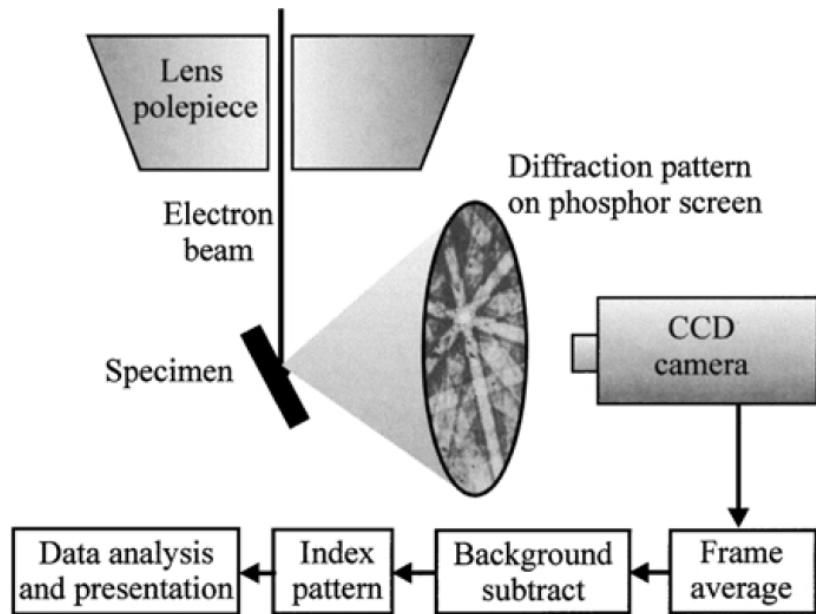 Lens
polepiece
Electron
beam
Specimen
Diffraction pattern
on phosphor screen
CCD
camera
Data analysis
and presentation
Index
pattern
Background
subtract
Frame
average